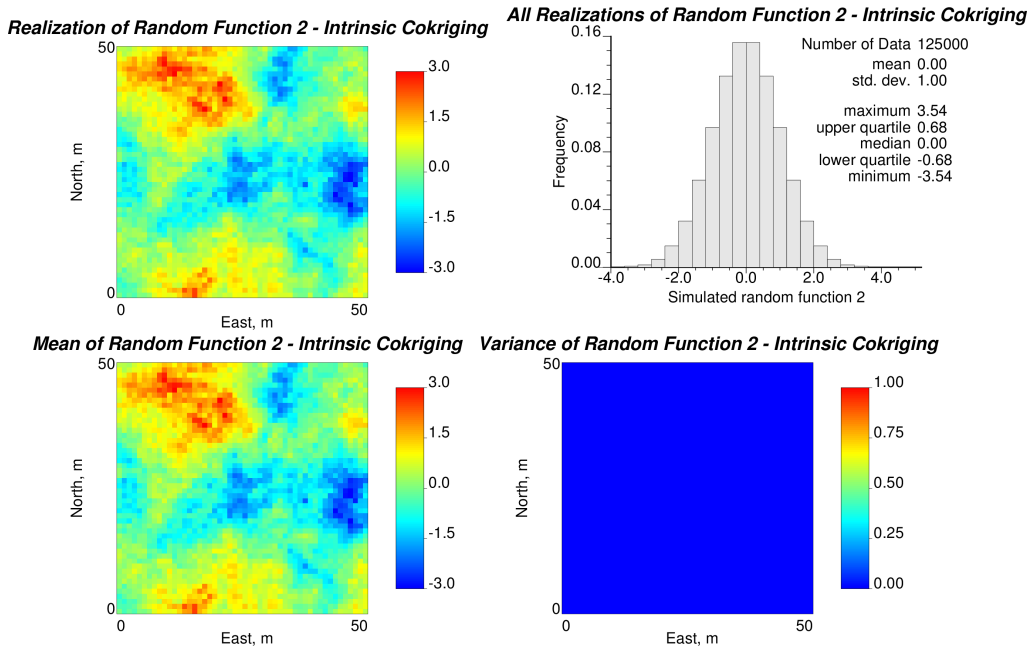 Realization of Random Function 2 - Intrinsic Cokriging
50
North, m
0
0
50
East, m
3.0
1.5
0.0
-1.5
-3.0
All Realizations of Random Function 2 - Intrinsic Cokriging
Frequency
0.16
0.12
0.08
0.04
0.00
-4.0 -2.0 0.0 2.0 4.0
Simulated random function 2
Number of Data 125000
mean 0.00
std. dev. 1.00
maximum 3.54
upper quartile 0.68
median 0.00
lower quartile -0.68
minimum -3.54
Mean of Random Function 2 - Intrinsic Cokriging
50
North, m
0
0
50
East, m
3.0
1.5
0.0
-1.5
-3.0
Variance of Random Function 2 - Intrinsic Cokriging
50
North, m
0
0
50
East, m
1.00
0.75
0.50
0.25
0.00